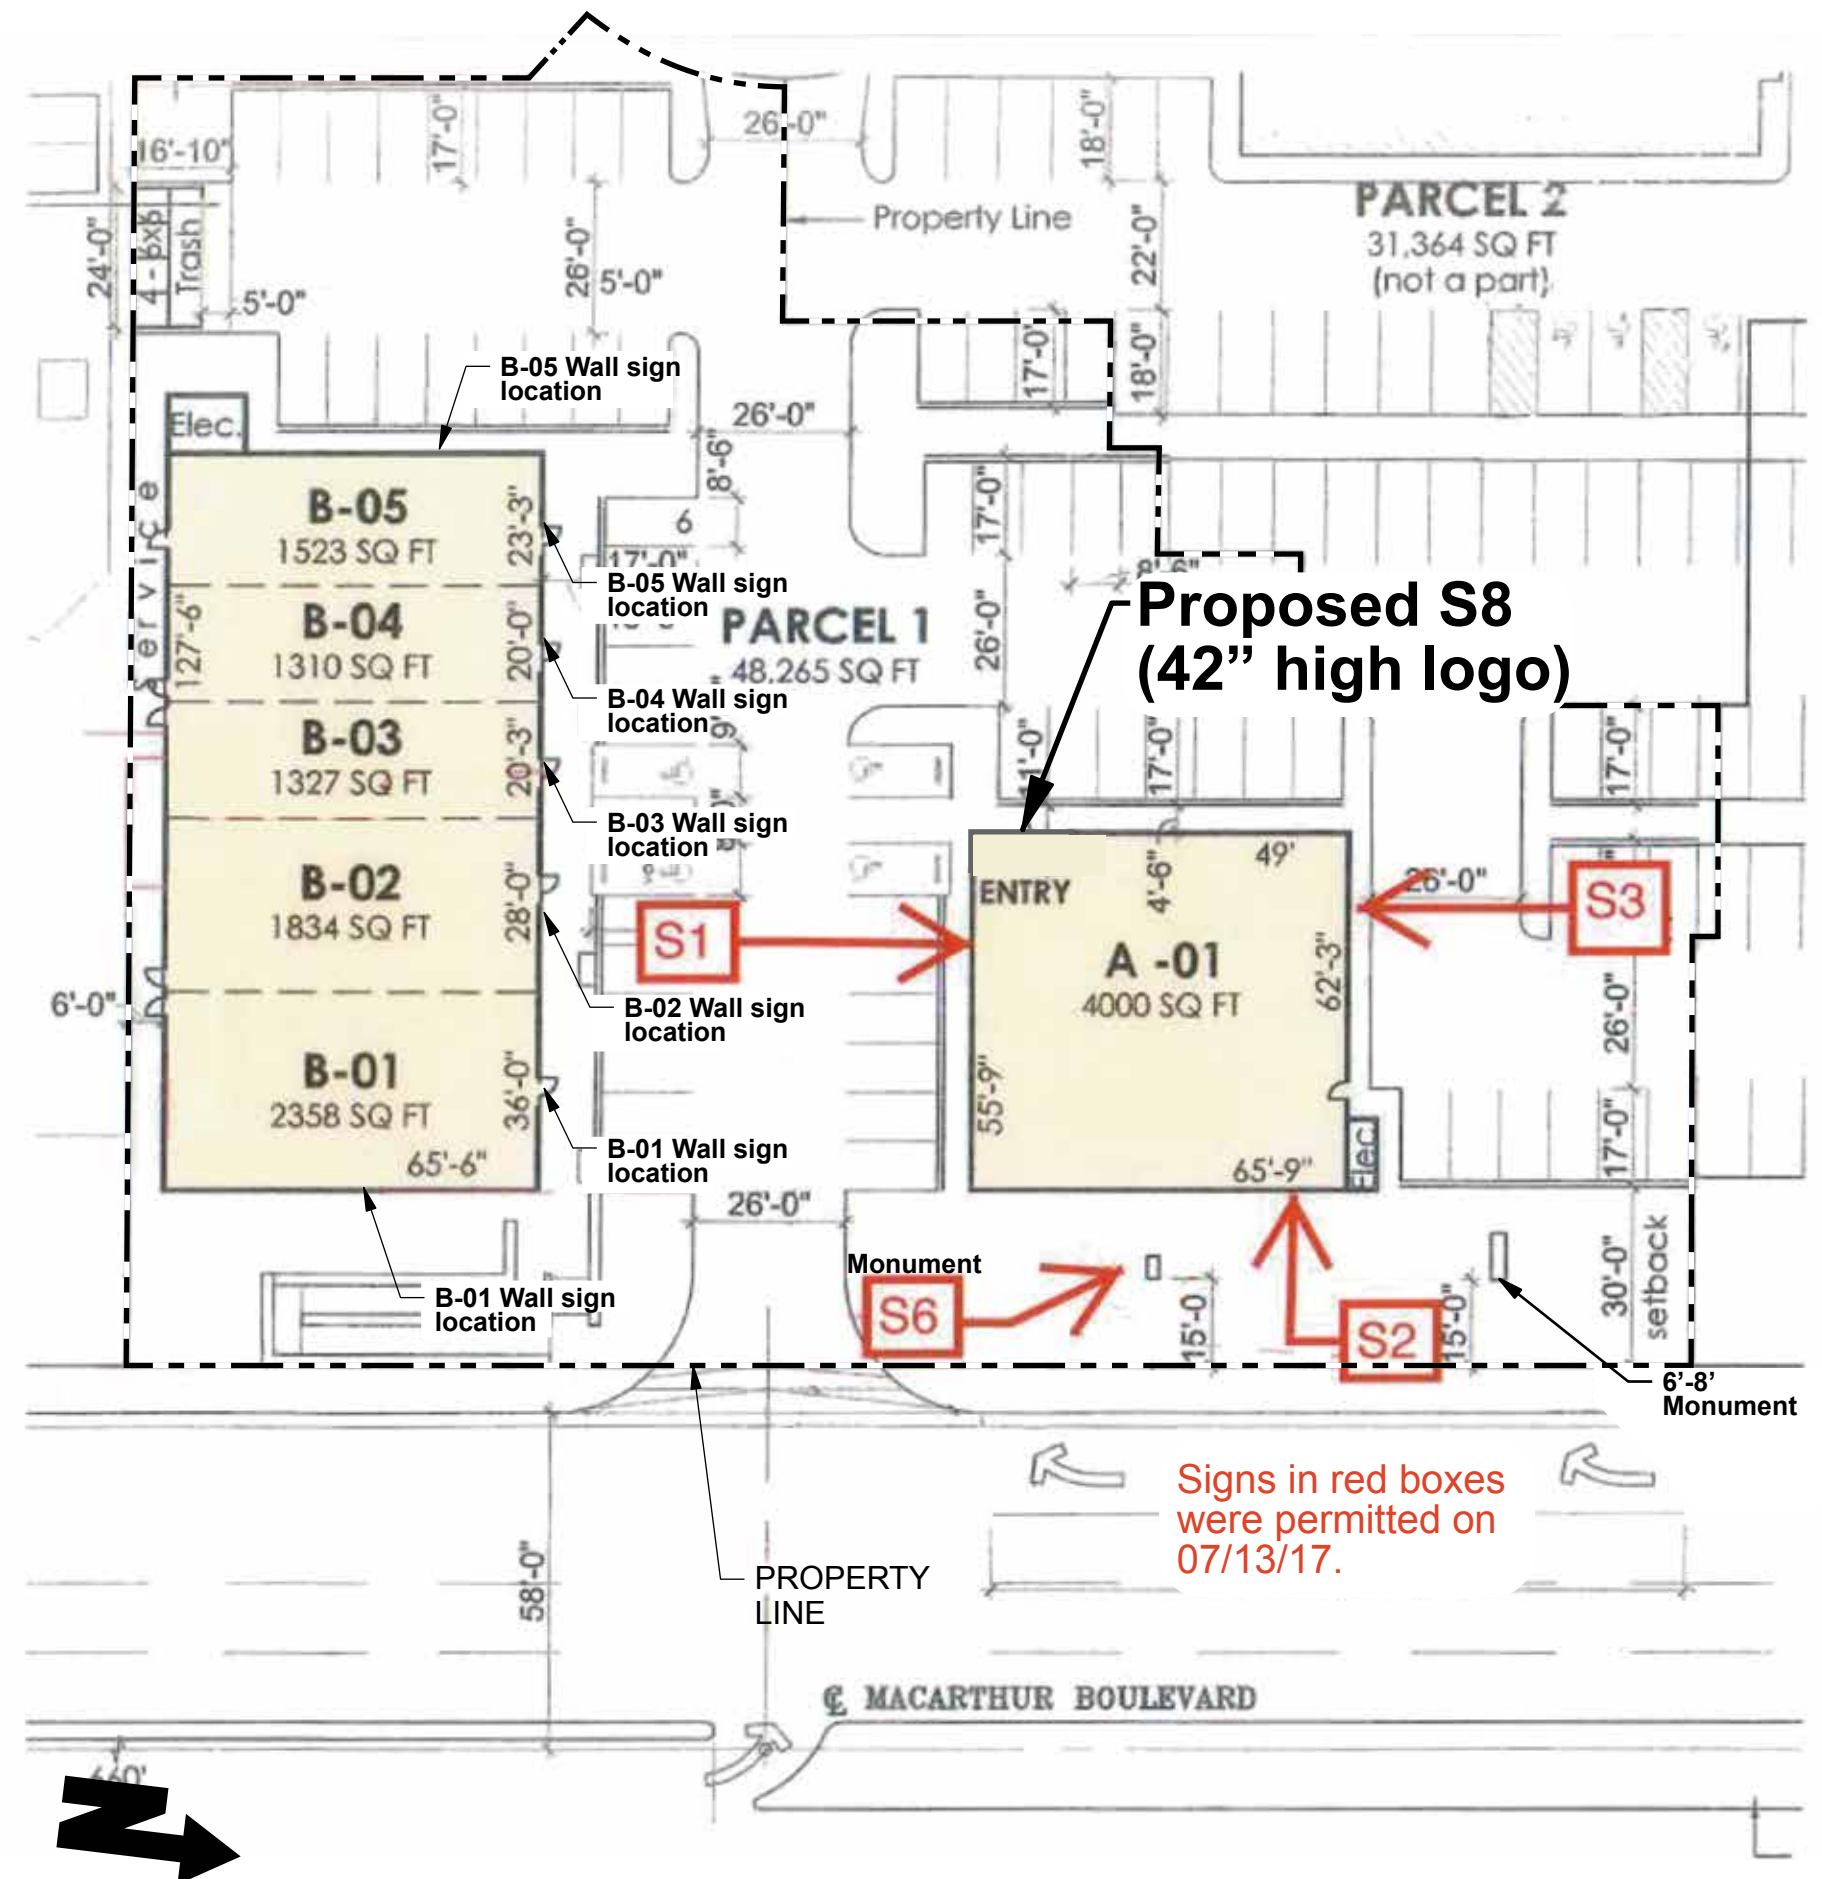 26'-0"
17'-0"
18'-0"
16'-10"
Property Line
PARCEL 2
31,364 SQ FT
(not a part)
24'-0"
4 - 6x6
Trash
5'-0"
26'-0"
5'-0"
22'-0"
17'-0"
18'-0"
B-05 Wall sign
location
Elec.
26'-0"
8'-6"
Service
B-05
1523 SQ FT
23'-3"
6
17'-0"
17'-0"
B-05 Wall sign
location
127'-6"
B-04
1310 SQ FT
20'-0"
PARCEL 1
48,265 SQ FT
26'-0"
Proposed S8
(42” high logo)
B-04 Wall sign
location
B-03
1327 SQ FT
20'-3"
11'-0"
17'-0"
17'-0"
B-03 Wall sign
location
B-02
1834 SQ FT
28'-0"
S1
ENTRY
4'-6"
49'
26'-0"
S3
A -01
4000 SQ FT
62'-3"
6'-0"
B-02 Wall sign
location
26'-0"
B-01
2358 SQ FT
36'-0"
65'-6"
55'-9"
65'-9"
Elec.
17'-0"
B-01 Wall sign
location
26'-0"
Monument
S6
15'-0
S2
15'-0"
30'-0"
setback
B-01 Wall sign
location
6’-8’
Monument
Signs in red boxes
were permitted on
07/13/17.
58'-0"
PROPERTY
LINE
℄ MACARTHUR BOULEVARD
660'
N